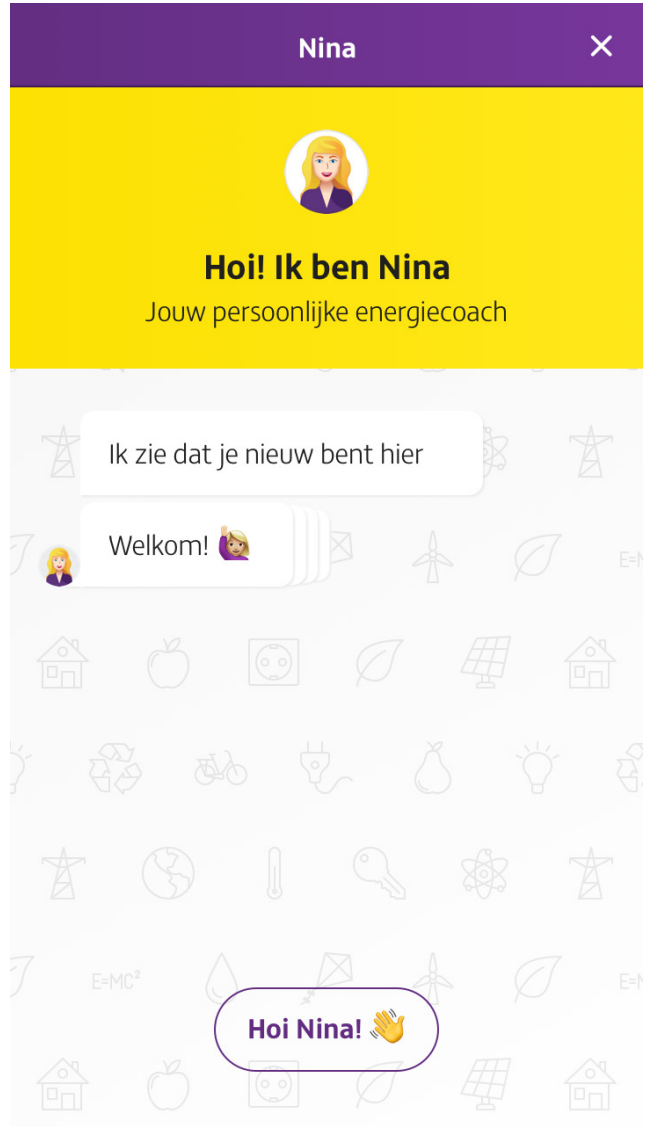 Nina
Hoi! Ik ben Nina
Jouw persoonlijke energiecoach
Ik zie dat je nieuw bent hier
Welkom! 🙋🏼‍♀️
E=M
E=MC²
E=M
Hoi Nina! 👋